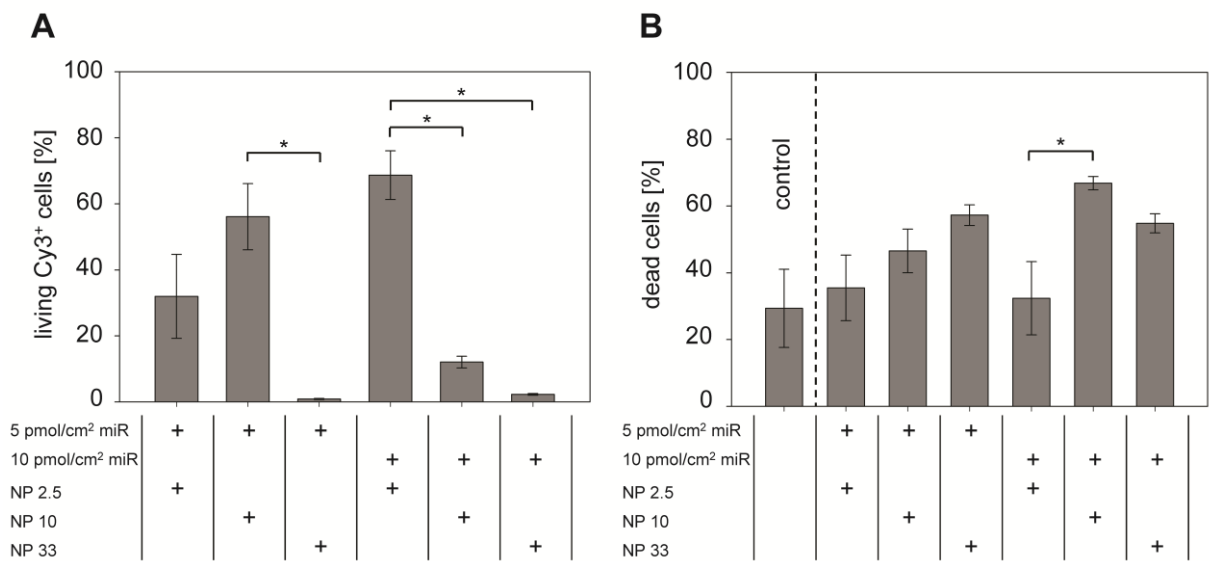 A
living Cy3⁺ cells [%]
100
80
60
40
20
0
*
*
*
5 pmol/cm² miR + + +
10 pmol/cm² miR + + +
NP 2.5 + +
NP 10 + +
NP 33 + +
B
dead cells [%]
100
80
60
40
20
0
control
*
5 pmol/cm² miR + + +
10 pmol/cm² miR + + +
NP 2.5 + +
NP 10 + +
NP 33 + +